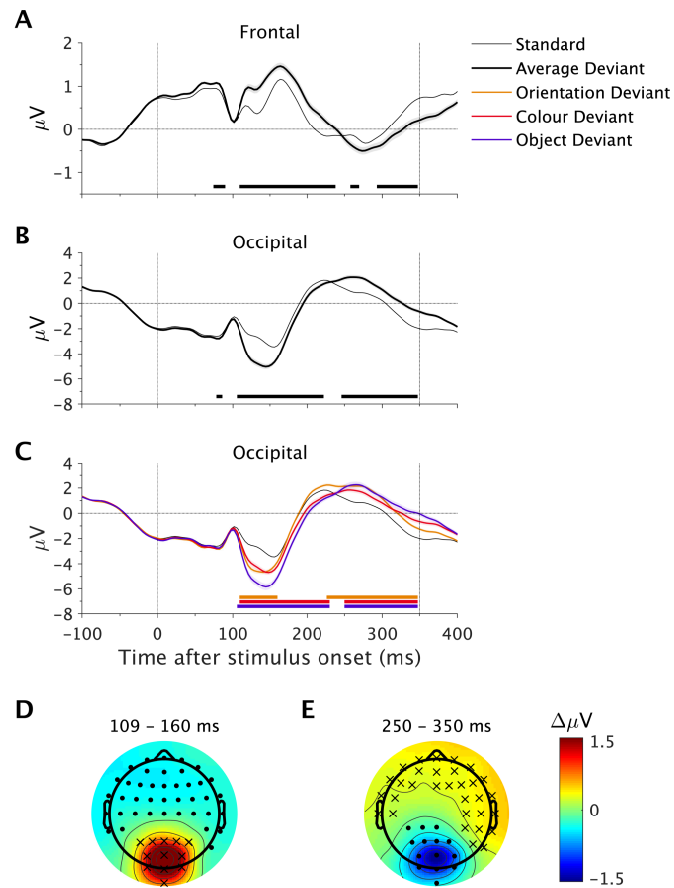 A
Frontal
2
1
0
−1
μV
Standard
Average Deviant
Orientation Deviant
Colour Deviant
Object Deviant
B
Occipital
4
2
0
−2
−4
−6
−8
μV
C
Occipital
4
2
0
−2
−4
−6
−8
μV
−100 0 100 200 300 400
Time after stimulus onset (ms)
D
109 – 160 ms
E
250 – 350 ms
ΔμV
1.5
0
−1.5